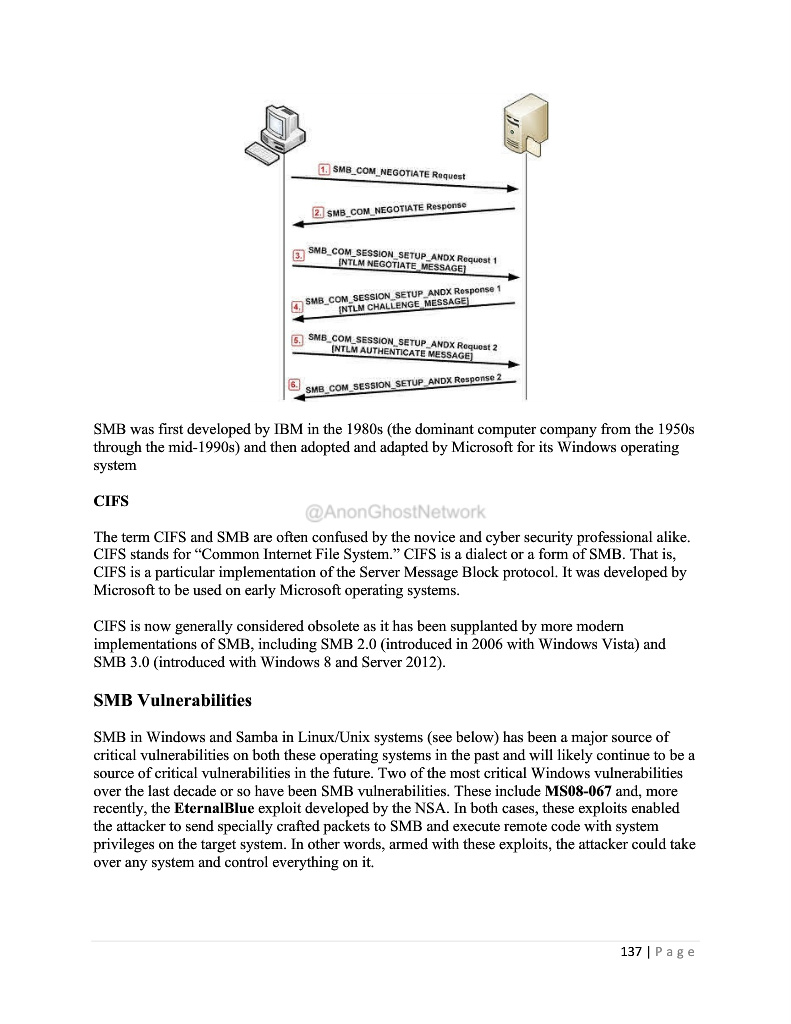 1. SMB_COM_NEGOTIATE Request
2. SMB_COM_NEGOTIATE Response
3. SMB_COM_SESSION_SETUP_ANDX Request 1
[NTLM NEGOTIATE_MESSAGE]
4. SMB_COM_SESSION_SETUP_ANDX Response 1
[NTLM CHALLENGE_MESSAGE]
5. SMB_COM_SESSION_SETUP_ANDX Request 2
[NTLM AUTHENTICATE MESSAGE]
6. SMB_COM_SESSION_SETUP_ANDX Response 2
SMB was first developed by IBM in the 1980s (the dominant computer company from the 1950s
through the mid-1990s) and then adopted and adapted by Microsoft for its Windows operating
system
CIFS
@AnonGhostNetwork
The term CIFS and SMB are often confused by the novice and cyber security professional alike.
CIFS stands for “Common Internet File System.” CIFS is a dialect or a form of SMB. That is,
CIFS is a particular implementation of the Server Message Block protocol. It was developed by
Microsoft to be used on early Microsoft operating systems.
CIFS is now generally considered obsolete as it has been supplanted by more modern
implementations of SMB, including SMB 2.0 (introduced in 2006 with Windows Vista) and
SMB 3.0 (introduced with Windows 8 and Server 2012).
SMB Vulnerabilities
SMB in Windows and Samba in Linux/Unix systems (see below) has been a major source of
critical vulnerabilities on both these operating systems in the past and will likely continue to be a
source of critical vulnerabilities in the future. Two of the most critical Windows vulnerabilities
over the last decade or so have been SMB vulnerabilities. These include MS08-067 and, more
recently, the EternalBlue exploit developed by the NSA. In both cases, these exploits enabled
the attacker to send specially crafted packets to SMB and execute remote code with system
privileges on the target system. In other words, armed with these exploits, the attacker could take
over any system and control everything on it.
137 | Page